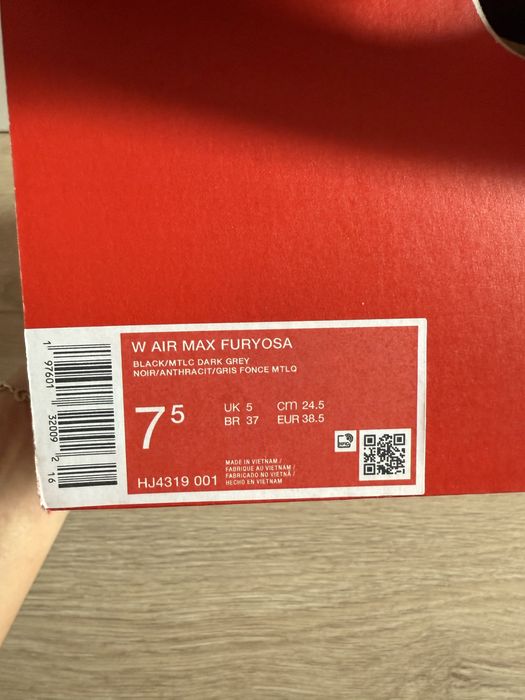 W AIR MAX FURYOSA
BLACK/MTLC DARK GREY
NOIR/ANTHRACIT/GRIS FONCE MTLQ
7 5
UK 5 cm 24.5
BR 37 EUR 38.5
HJ4319 001
MADE IN VIETNAM /
FABRIQUE AU VIETNAM /
FABRICADO NO VIETNÃ /
HECHO EN VIETNAM
1 97601 32009 2 16